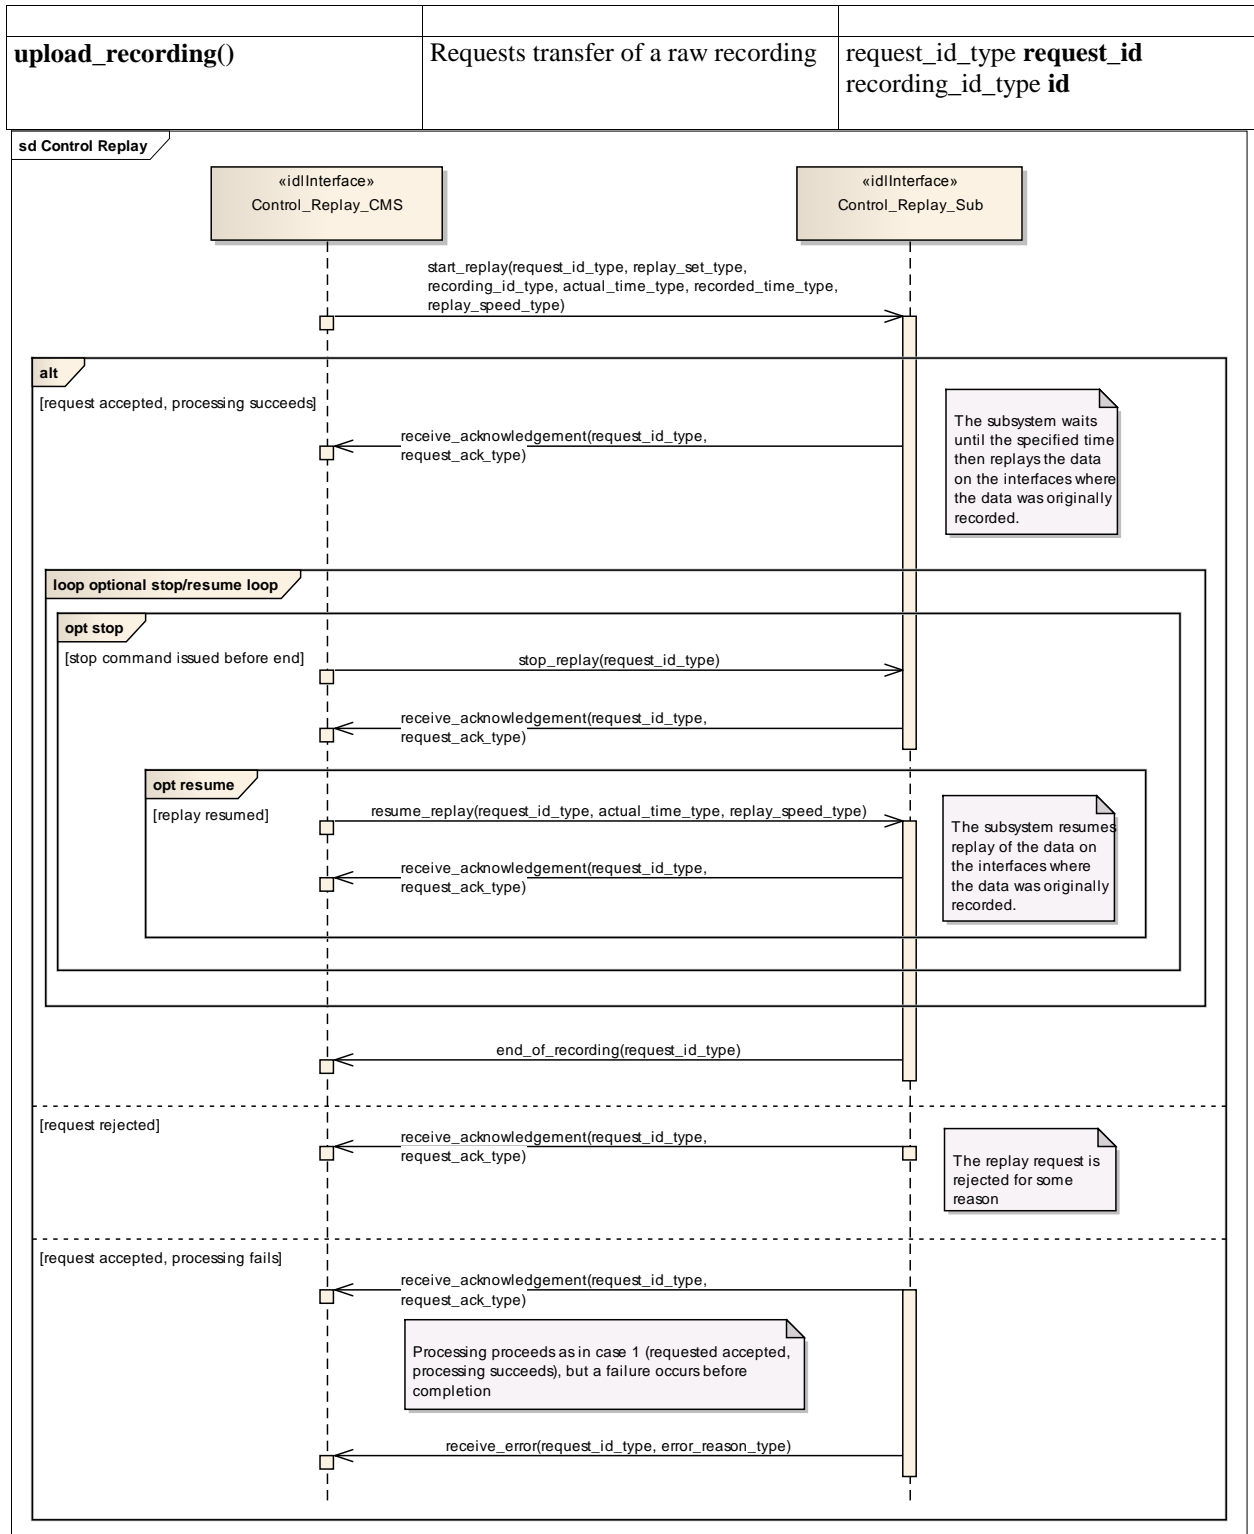 upload_recording()
Requests transfer of a raw recording
request_id_type request_id
recording_id_type id
sd Control Replay
«idlInterface»
Control_Replay_CMS
«idlInterface»
Control_Replay_Sub
start_replay(request_id_type, replay_set_type,
recording_id_type, actual_time_type, recorded_time_type,
replay_speed_type)
alt
[request accepted, processing succeeds]
receive_acknowledgement(request_id_type,
request_ack_type)
The subsystem waits
until the specified time
then replays the data
on the interfaces where
the data was originally
recorded.
loop optional stop/resume loop
opt stop
[stop command issued before end]
stop_replay(request_id_type)
receive_acknowledgement(request_id_type,
request_ack_type)
opt resume
[replay resumed]
resume_replay(request_id_type, actual_time_type, replay_speed_type)
receive_acknowledgement(request_id_type,
request_ack_type)
The subsystem resumes
replay of the data on
the interfaces where
the data was originally
recorded.
end_of_recording(request_id_type)
[request rejected]
receive_acknowledgement(request_id_type,
request_ack_type)
The replay request is
rejected for some
reason
[request accepted, processing fails]
receive_acknowledgement(request_id_type,
request_ack_type)
Processing proceeds as in case 1 (requested accepted,
processing succeeds), but a failure occurs before
completion
receive_error(request_id_type, error_reason_type)